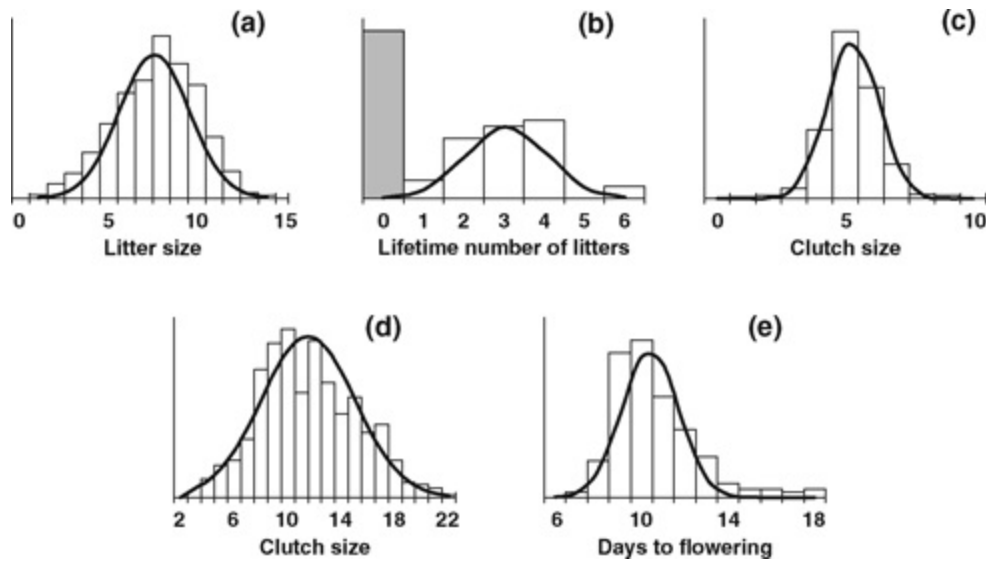 (a) (b) (c)
0 5 10 15
Litter size
0 1 2 3 4 5 6
Lifetime number of litters
0 5 10
Clutch size
(d) (e)
2 6 10 14 18 22
Clutch size
6 10 14 18
Days to flowering